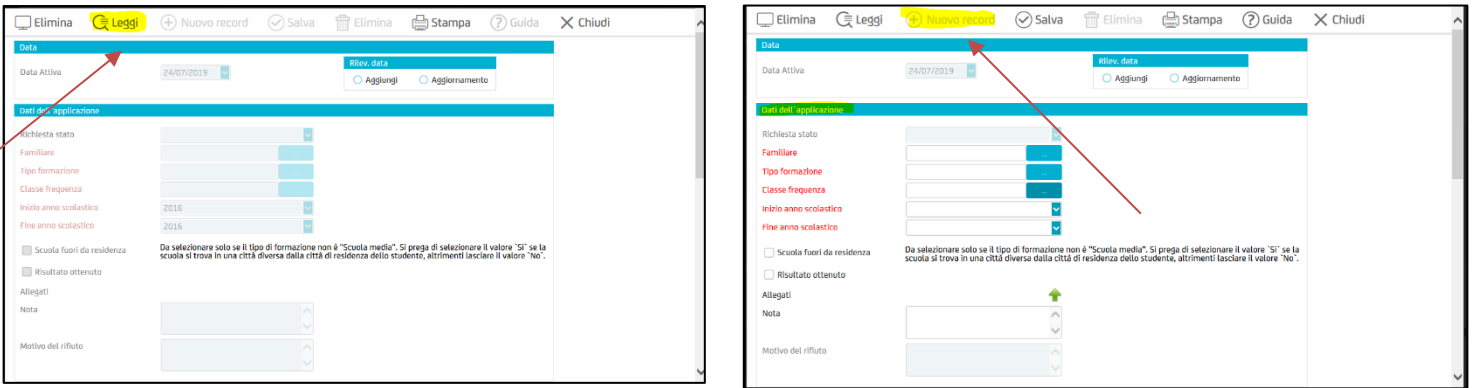 Elimina Leggi Nuovo record Salva Elimina Stampa Guida Chiudi
Data
Data Attiva 24/07/2019
Rilev. data
Aggiungi Aggiornamento
Dati dell`applicazione
Richiesta stato
Familiare ...
Tipo formazione ...
Classe frequenza ...
Inizio anno scolastico 2016
Fine anno scolastico 2016
Scuola fuori da residenza Da selezionare solo se il tipo di formazione non è "Scuola media". Si prega di selezionare il valore `Sì` se la
scuola si trova in una città diversa dalla città di residenza dello studente, altrimenti lasciare il valore `No`.
Risultato ottenuto
Allegati
Nota
Motivo del rifiuto
Elimina Leggi Nuovo record Salva Elimina Stampa Guida Chiudi
Data
Data Attiva 24/07/2019
Rilev. data
Aggiungi Aggiornamento
Dati dell`applicazione
Richiesta stato
Familiare ...
Tipo formazione ...
Classe frequenza ...
Inizio anno scolastico
Fine anno scolastico
Scuola fuori da residenza Da selezionare solo se il tipo di formazione non è "Scuola media". Si prega di selezionare il valore `Sì` se la
scuola si trova in una città diversa dalla città di residenza dello studente, altrimenti lasciare il valore `No`.
Risultato ottenuto
Allegati
Nota
Motivo del rifiuto